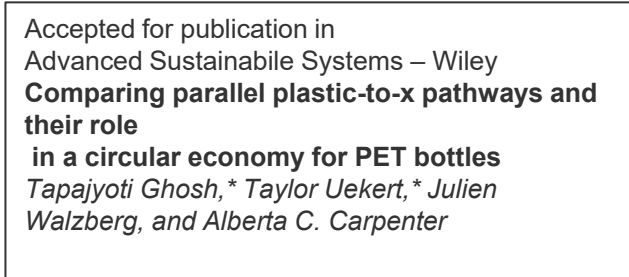 Accepted for publication in
Advanced Sustainabile Systems – Wiley
Comparing parallel plastic-to-x pathways and
their role
in a circular economy for PET bottles
Tapajyoti Ghosh,* Taylor Uekert,* Julien
Walzberg, and Alberta C. Carpenter